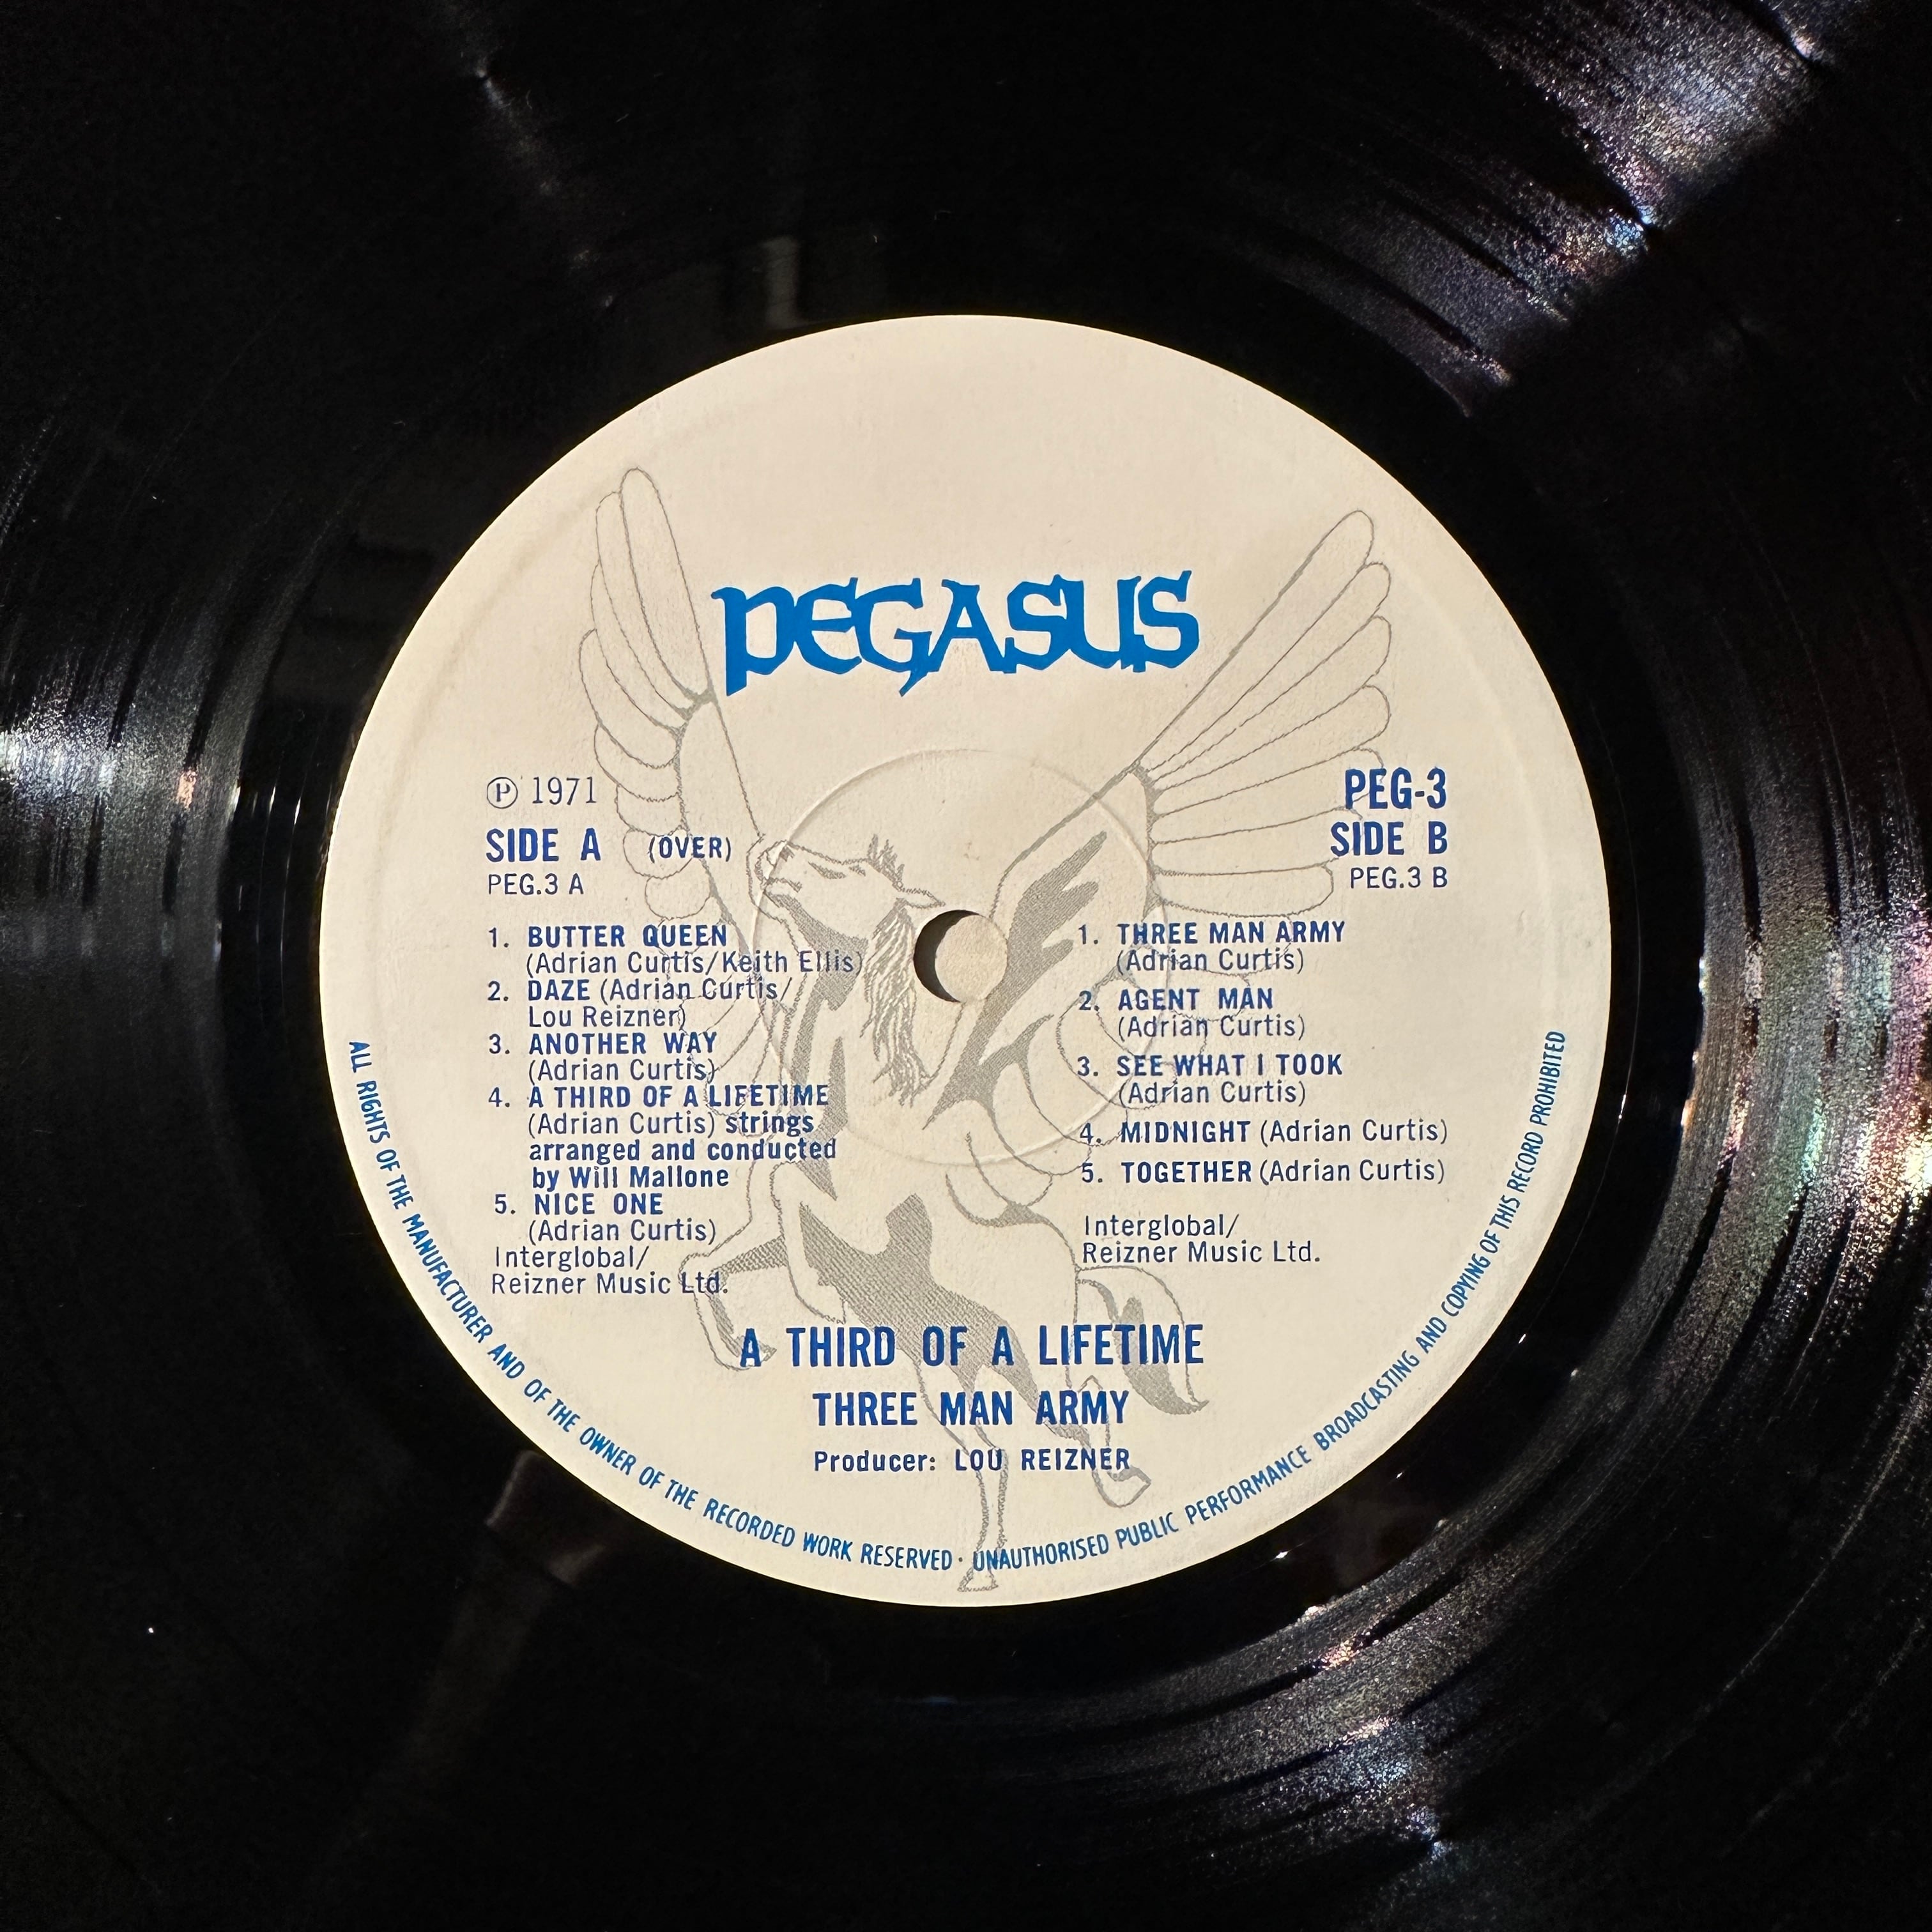 PEGASUS
℗ 1971
SIDE A (OVER)
PEG.3 A
1. BUTTER QUEEN
(Adrian Curtis/Keith Ellis)
2. DAZE (Adrian Curtis/
Lou Reizner)
3. ANOTHER WAY
(Adrian Curtis)
4. A THIRD OF A LIFETIME
(Adrian Curtis) strings
arranged and conducted
by Will Mallone
5. NICE ONE
(Adrian Curtis)
Interglobal/
Reizner Music Ltd.
PEG-3
SIDE B
PEG.3 B
1. THREE MAN ARMY
(Adrian Curtis)
2. AGENT MAN
(Adrian Curtis)
3. SEE WHAT I TOOK
(Adrian Curtis)
4. MIDNIGHT (Adrian Curtis)
5. TOGETHER (Adrian Curtis)
Interglobal/
Reizner Music Ltd.
A THIRD OF A LIFETIME
THREE MAN ARMY
Producer: LOU REIZNER
ALL RIGHTS OF THE MANUFACTURER AND OF THE OWNER OF THE RECORDED WORK RESERVED · UNAUTHORISED PUBLIC PERFORMANCE BROADCASTING AND COPYING OF THIS RECORD PROHIBITED